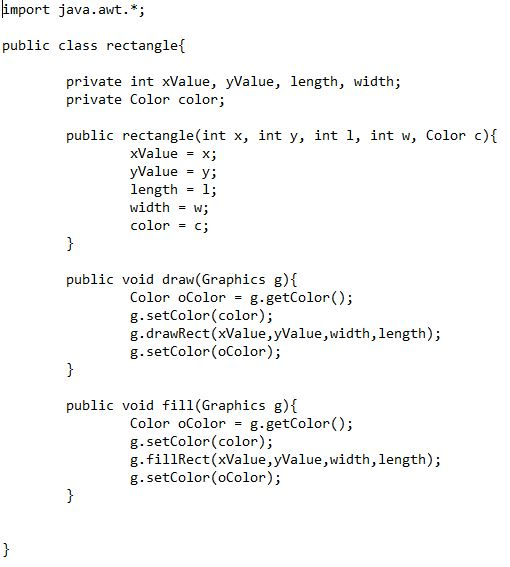 import java.awt.*;

public class rectangle{

        private int xValue, yValue, length, width;
        private Color color;

        public rectangle(int x, int y, int l, int w, Color c){
                xValue = x;
                yValue = y;
                length = l;
                width = w;
                color = c;
        }

        public void draw(Graphics g){
                Color oColor = g.getColor();
                g.setColor(color);
                g.drawRect(xValue,yValue,width,length);
                g.setColor(oColor);
        }

        public void fill(Graphics g){
                Color oColor = g.getColor();
                g.setColor(color);
                g.fillRect(xValue,yValue,width,length);
                g.setColor(oColor);
        }


}